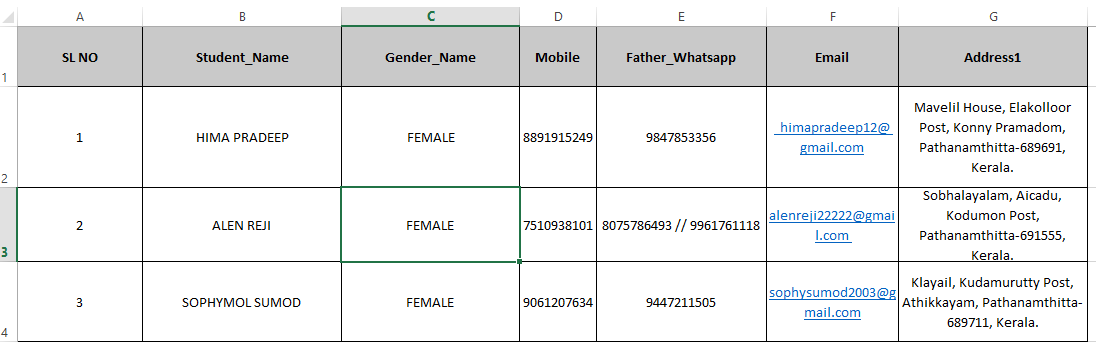 A B C D E F G
1 SL NO Student_Name Gender_Name Mobile Father_Whatsapp Email Address1
2 1 HIMA PRADEEP FEMALE 8891915249 9847853356 himapradeep12@
gmail.com Mavelil House, Elakolloor
Post, Konny Pramadom,
Pathanamthitta-689691,
Kerala.
3 2 ALEN REJI FEMALE 7510938101 8075786493 // 9961761118 alenreji22222@gmai
l.com Sobhalayalam, Aicadu,
Kodumon Post,
Pathanamthitta-691555,
Kerala.
4 3 SOPHYMOL SUMOD FEMALE 9061207634 9447211505 sophysumod2003@g
mail.com Klayail, Kudamurutty Post,
Athikkayam, Pathanamthitta-
689711, Kerala.